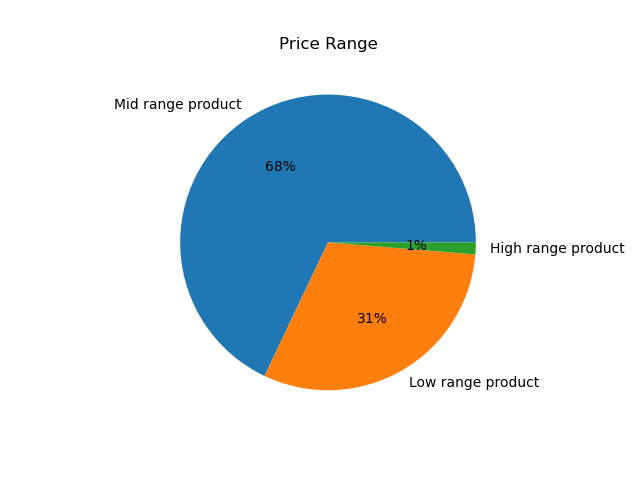 Price Range
Mid range product
68%
1%
High range product
31%
Low range product